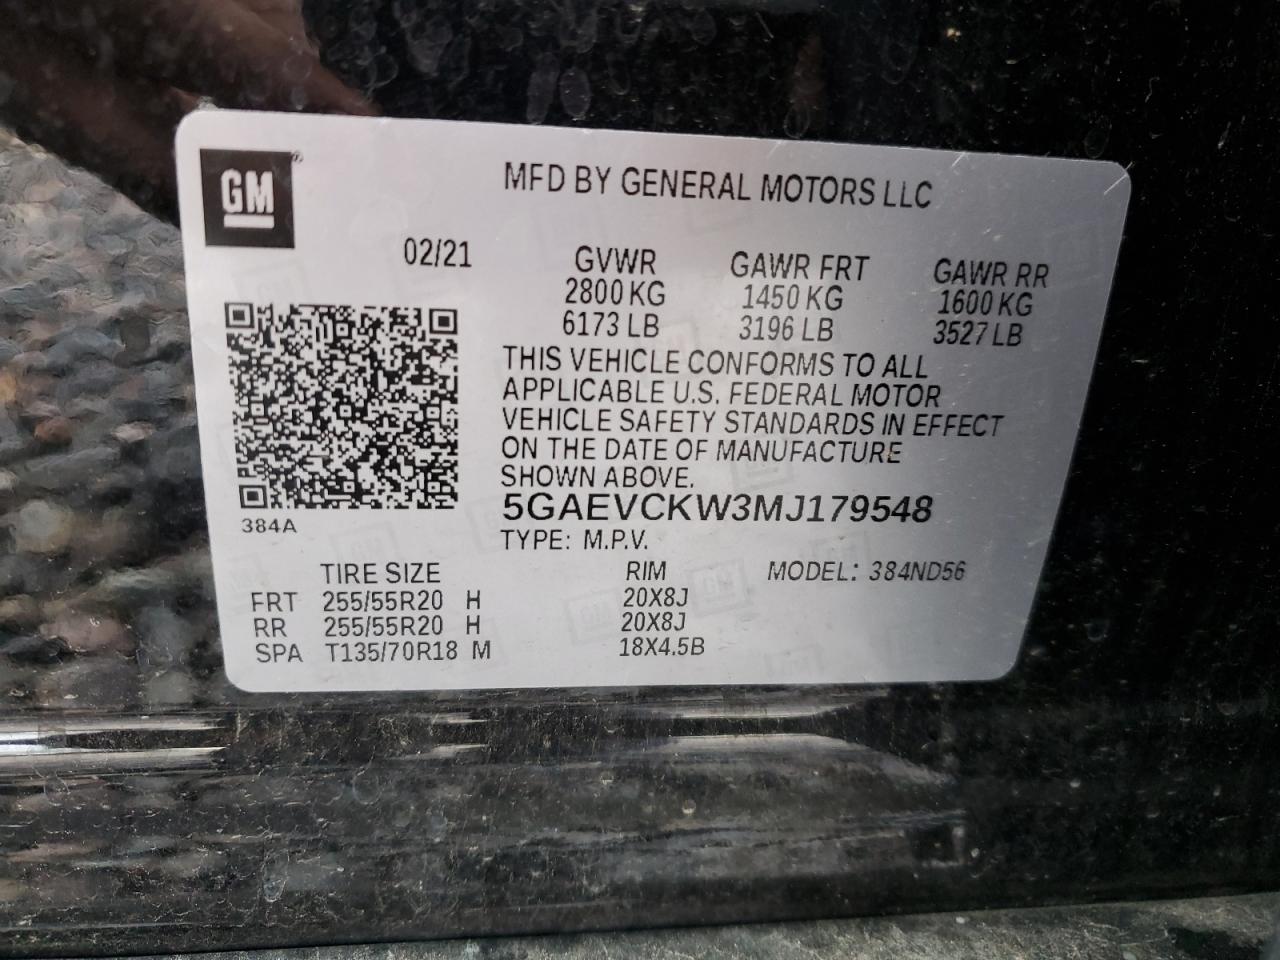 GM
MFD BY GENERAL MOTORS LLC
02/21
GVWR GAWR FRT GAWR RR
2800 KG 1450 KG 1600 KG
6173 LB 3196 LB 3527 LB
THIS VEHICLE CONFORMS TO ALL
APPLICABLE U.S. FEDERAL MOTOR
VEHICLE SAFETY STANDARDS IN EFFECT
ON THE DATE OF MANUFACTURE
SHOWN ABOVE.
384A
5GAEVCKW3MJ179548
TYPE: M.P.V.
TIRE SIZE RIM MODEL: 384ND56
FRT 255/55R20 H 20X8J
RR 255/55R20 H 20X8J
SPA T135/70R18 M 18X4.5B